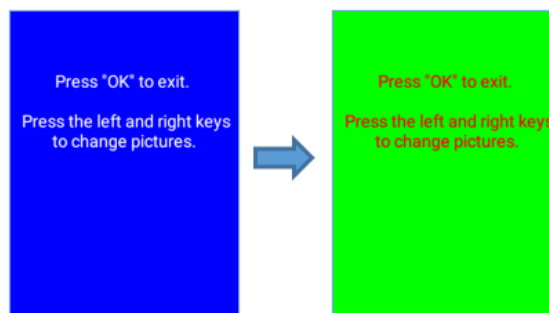 Press "OK" to exit.
Press the left and right keys
to change pictures.
Press "OK" to exit.
Press the left and right keys
to change pictures.